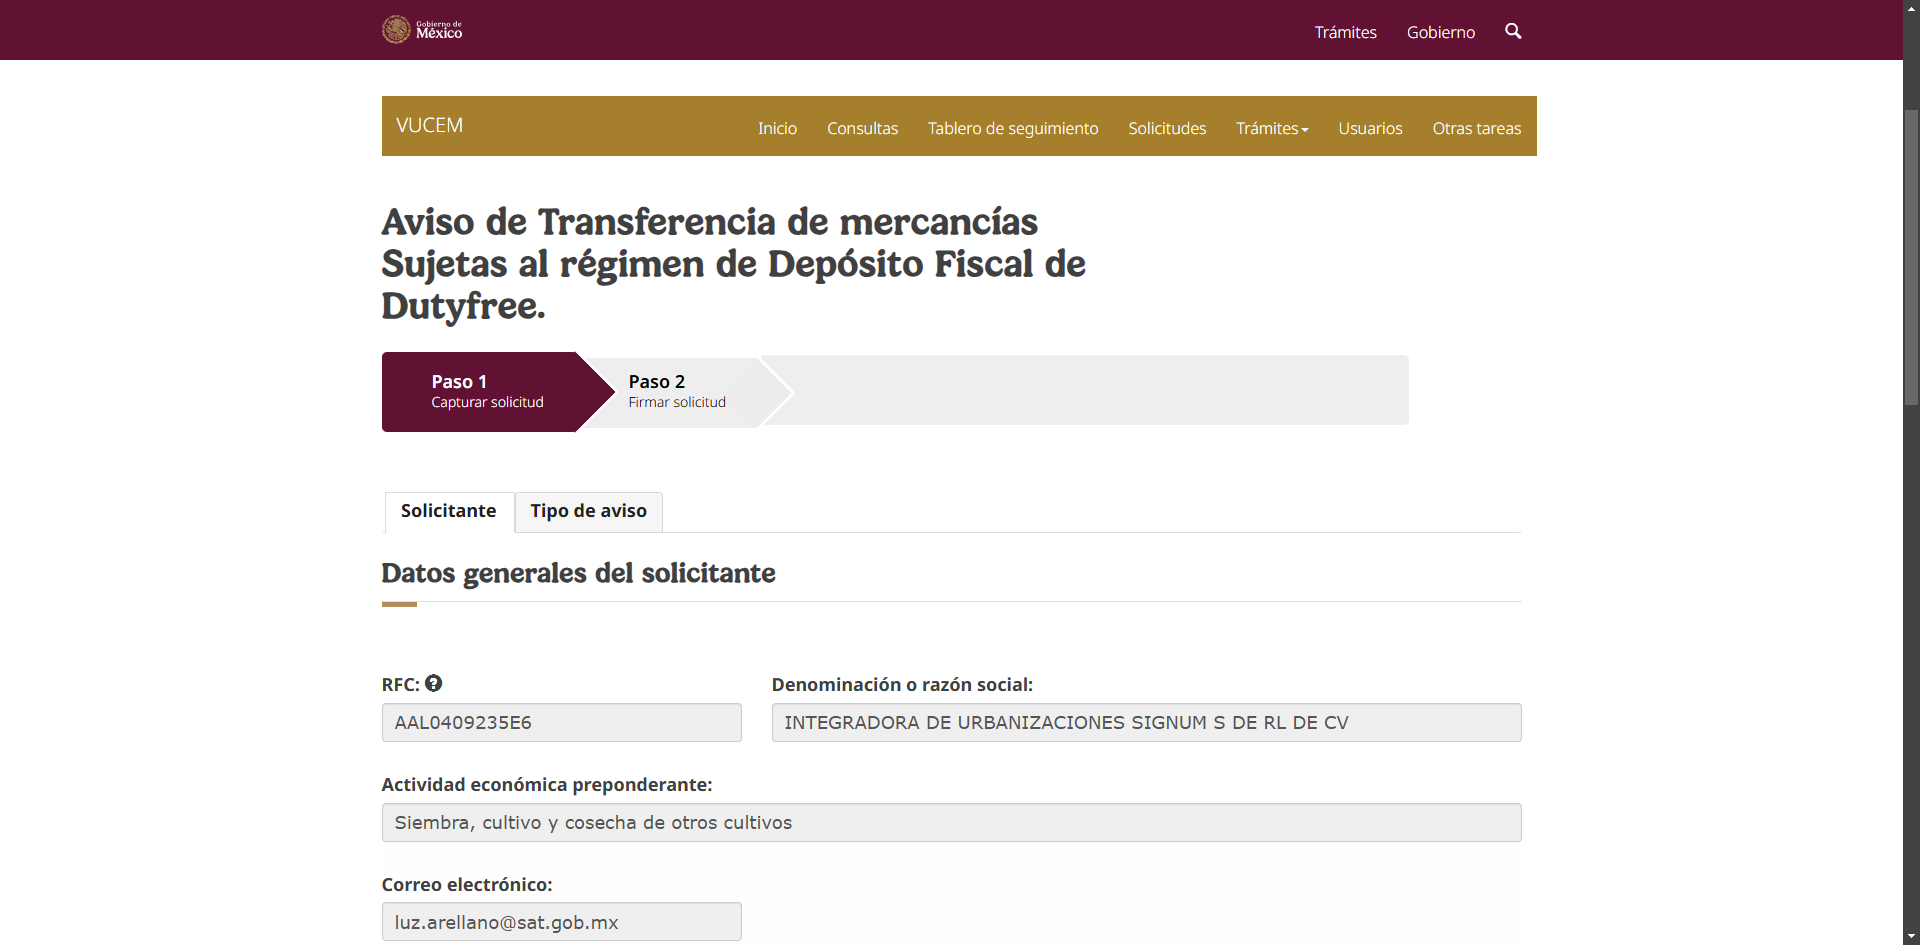 Gobierno de
México
Trámites
Gobierno
VUCEM
Inicio
Consultas
Tablero de seguimiento
Solicitudes
Trámites
Usuarios
Otras tareas
Aviso de Transferencia de mercancías
Sujetas al régimen de Depósito Fiscal de
Dutyfree.
Paso 1
Capturar solicitud
Paso 2
Firmar solicitud
Solicitante
Tipo de aviso
Datos generales del solicitante
RFC:
AAL0409235E6
Denominación o razón social:
INTEGRADORA DE URBANIZACIONES SIGNUM S DE RL DE CV
Actividad económica preponderante:
Siembra, cultivo y cosecha de otros cultivos
Correo electrónico:
luz.arellano@sat.gob.mx